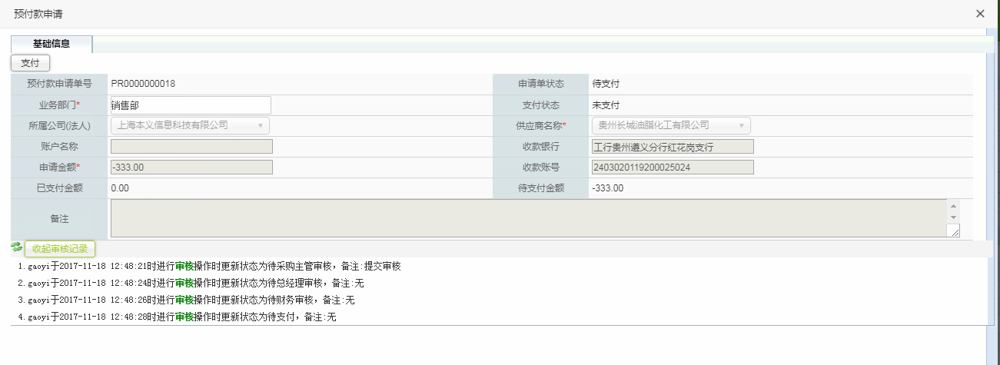 预付款申请
基础信息
支付
预付款申请单号 PR0000000018 申请单状态 待支付
业务部门* 销售部 支付状态 未支付
所属公司(法人) 上海本义信息科技有限公司 供应商名称* 贵州长城油脂化工有限公司
账户名称 收款银行 工行贵州遵义分行红花岗支行
申请金额* -333.00 收款账号 2403020119200025024
已支付金额 0.00 待支付金额 -333.00
备注
收起审核记录
1.gaoyi于2017-11-18 12:48:21时进行审核操作时更新状态为待采购主管审核，备注:提交审核
2.gaoyi于2017-11-18 12:48:24时进行审核操作时更新状态为待总经理审核，备注:无
3.gaoyi于2017-11-18 12:48:26时进行审核操作时更新状态为待财务审核，备注:无
4.gaoyi于2017-11-18 12:48:28时进行审核操作时更新状态为待支付，备注:无